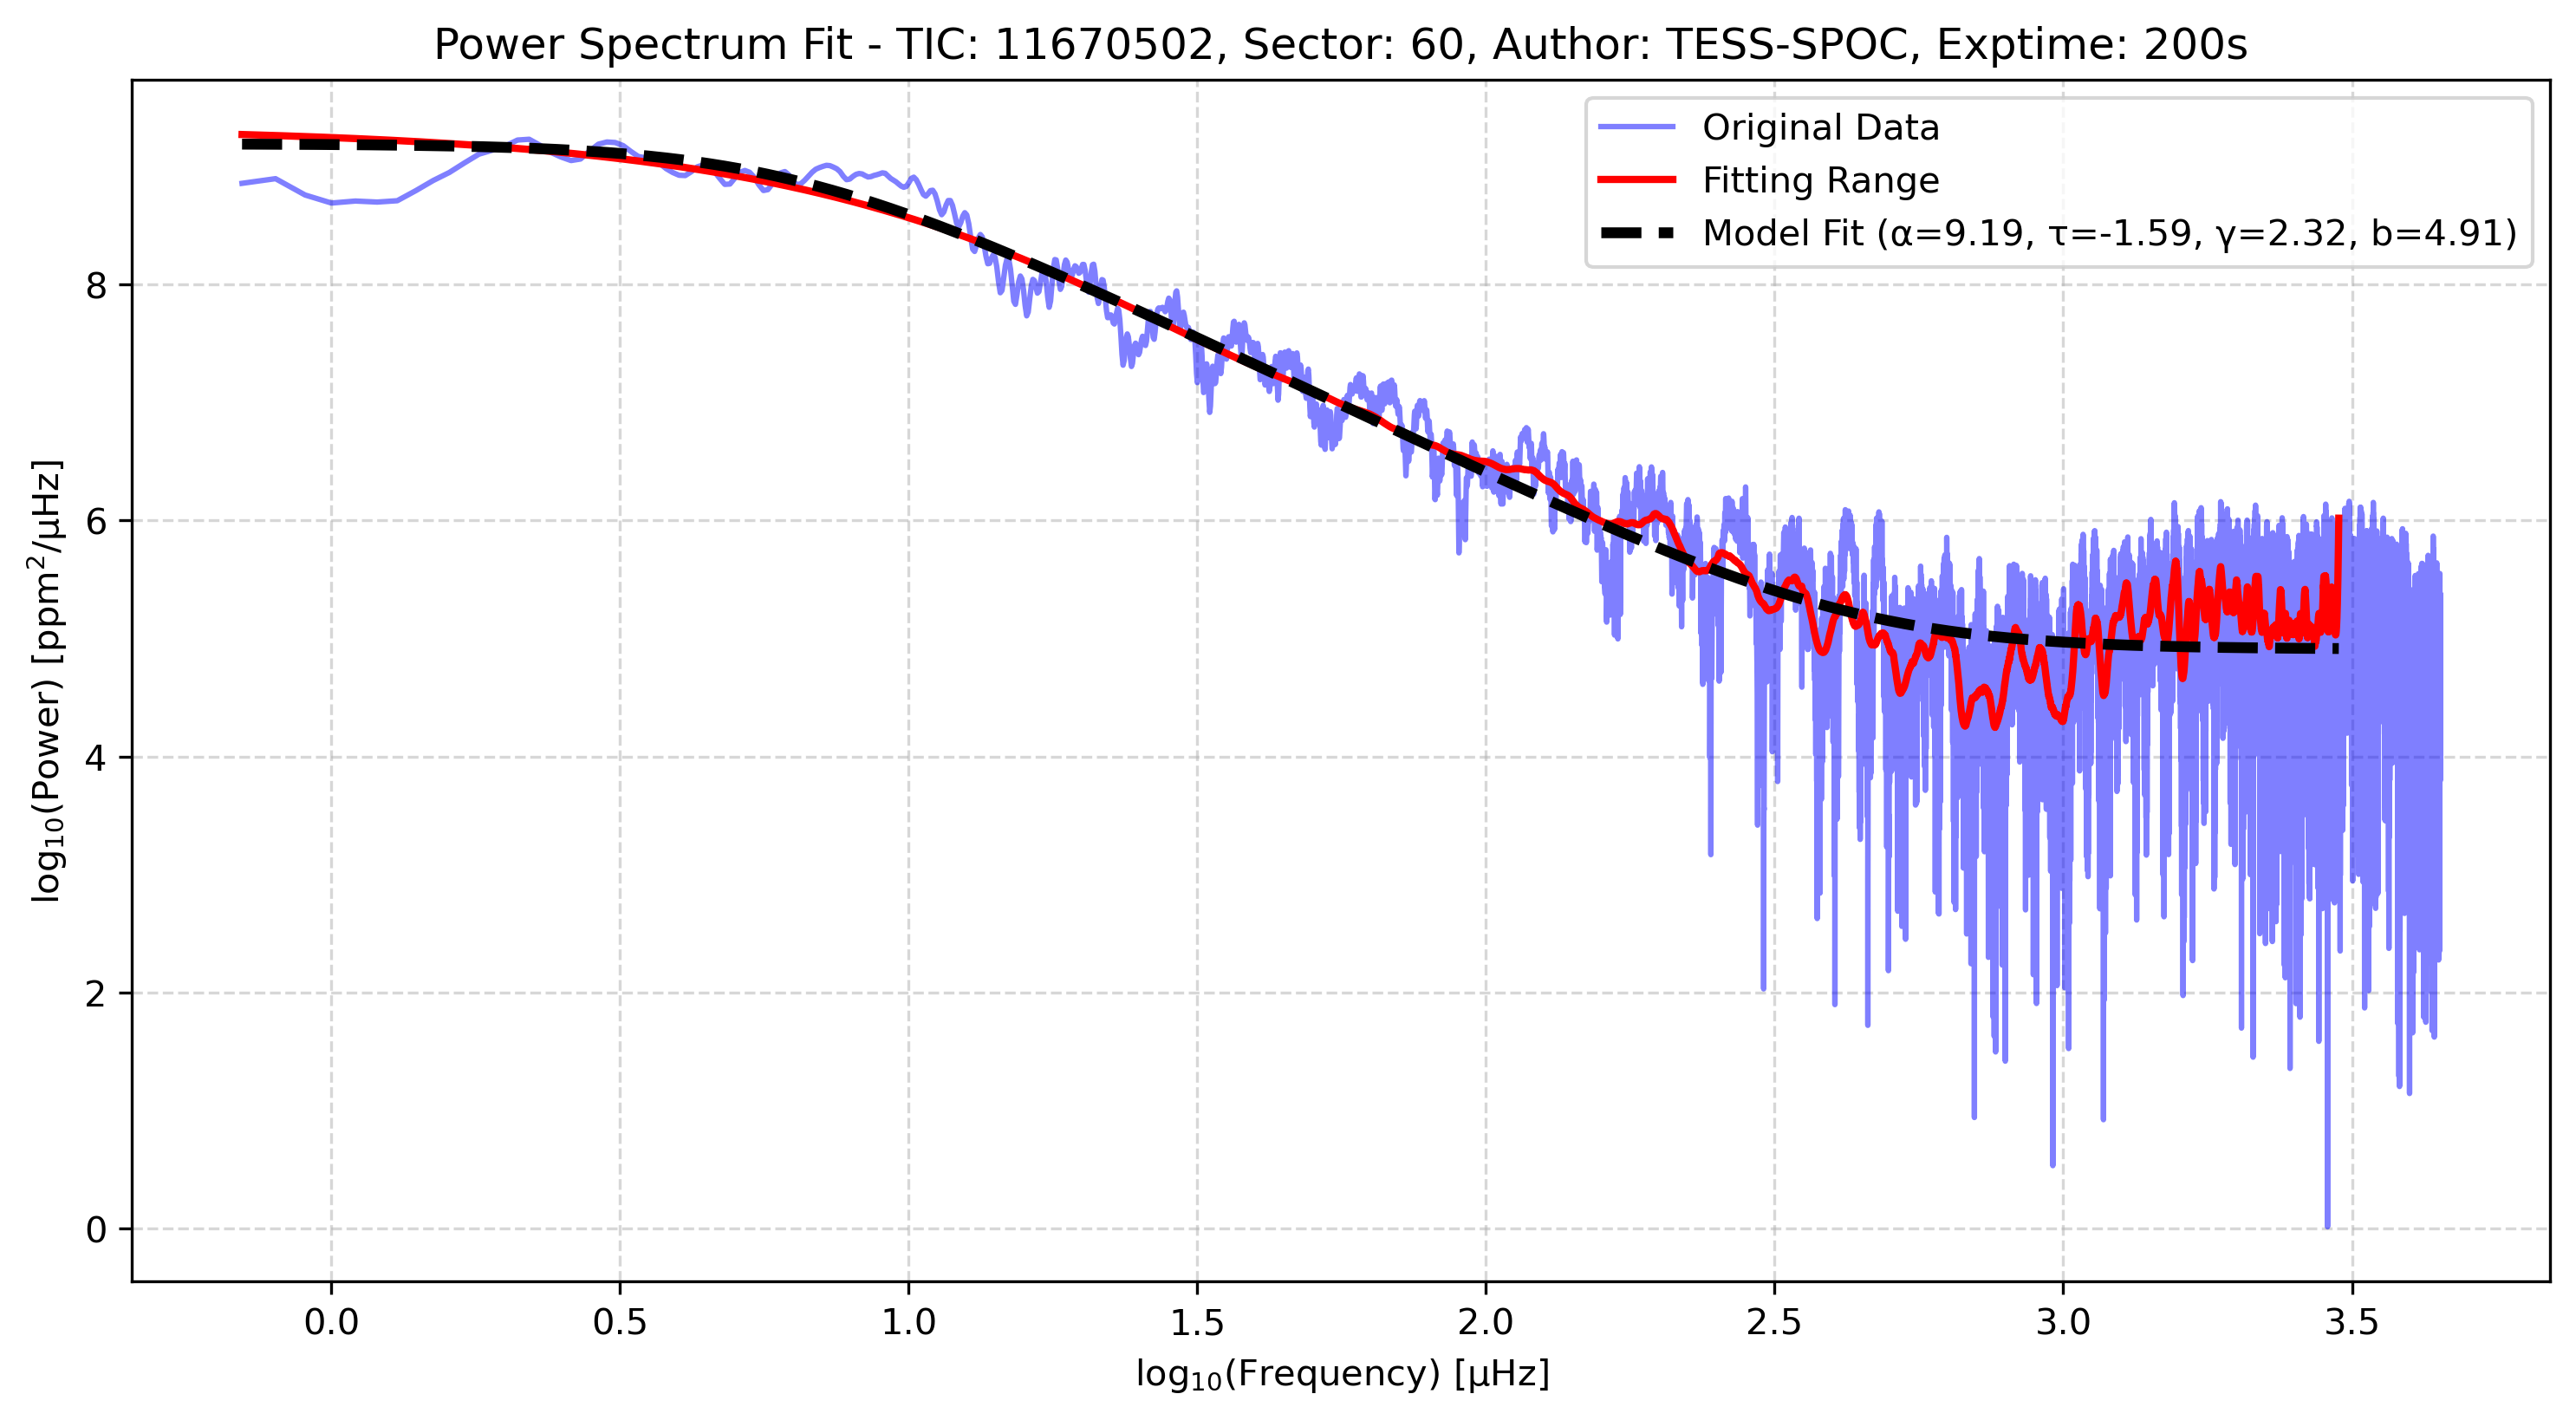 Power Spectrum Fit - TIC: 11670502, Sector: 60, Author: TESS-SPOC, Exptime: 200s
Original Data
Fitting Range
Model Fit (α=9.19, τ=-1.59, γ=2.32, b=4.91)
log₁₀(Power) [ppm²/μHz]
8
6
4
2
0
0.0 0.5 1.0 1.5 2.0 2.5 3.0 3.5
log₁₀(Frequency) [μHz]